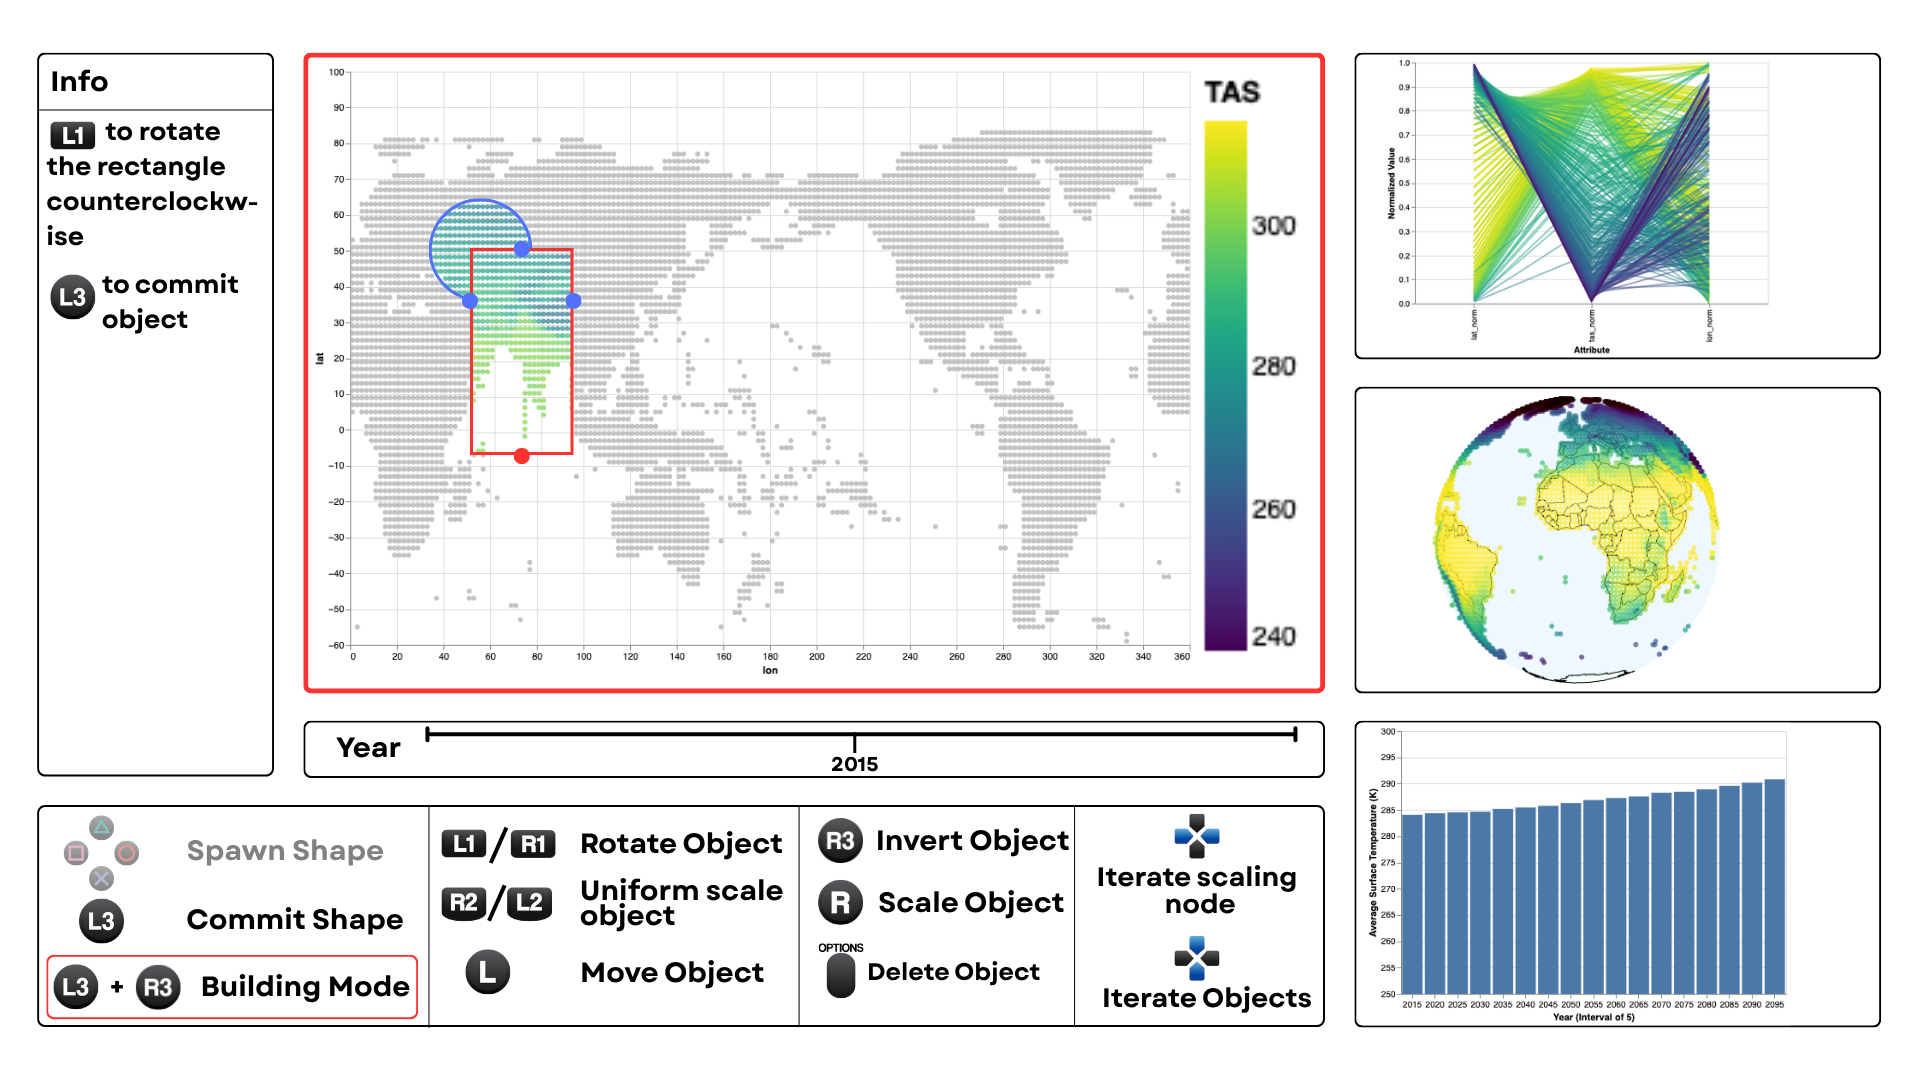 Info
L1 to rotate
the rectangle
counterclockw-
ise
L3 to commit
object
100
90
80
70
60
50
40
30
20
10
0
−10
−20
−30
−40
−50
−60
lat
0 20 40 60 80 100 120 140 160 180 200 220 240 260 280 300 320 340 360
lon
TAS
300
280
260
240
Year
2015
1.0
0.9
0.8
0.7
0.6
0.5
0.4
0.3
0.2
0.1
0.0
Normalized Value
lat_norm tas_norm lon_norm
Attribute
300
295
290
285
280
275
270
265
260
255
250
Average Surface Temperature (K)
2015 2020 2025 2030 2035 2040 2045 2050 2055 2060 2065 2070 2075 2080 2085 2090 2095
Year (Interval of 5)
Spawn Shape
L3 Commit Shape
L3 + R3 Building Mode
L1 / R1 Rotate Object
R2 / L2 Uniform scale
object
L Move Object
R3 Invert Object
R Scale Object
OPTIONS
Delete Object
Iterate scaling
node
Iterate Objects